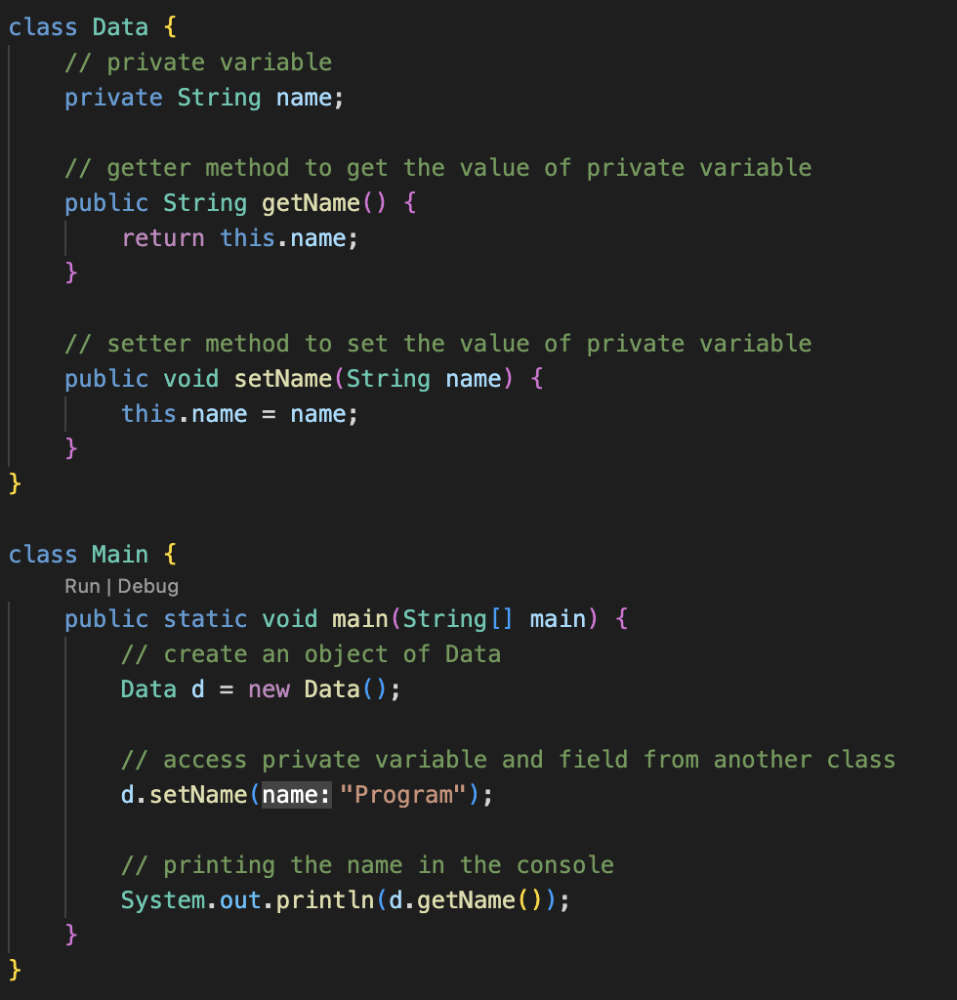 class Data {
    // private variable
    private String name;

    // getter method to get the value of private variable
    public String getName() {
        return this.name;
    }

    // setter method to set the value of private variable
    public void setName(String name) {
        this.name = name;
    }
}

class Main {
    Run | Debug
    public static void main(String[] main) {
        // create an object of Data
        Data d = new Data();

        // access private variable and field from another class
        d.setName(name: "Program");

        // printing the name in the console
        System.out.println(d.getName());
    }
}